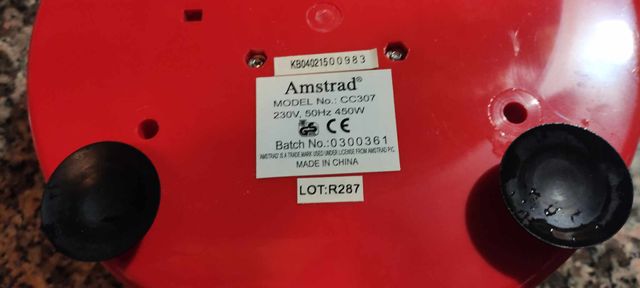 KB04021500983
Amstrad®
MODEL No.: CC307
230V, 50Hz 450W
CE
Batch No.:0300361
AMSTRAD IS A TRADE MARK USED UNDER LICENSE FROM AMSTRAD P/C.
MADE IN CHINA
LOT:R287